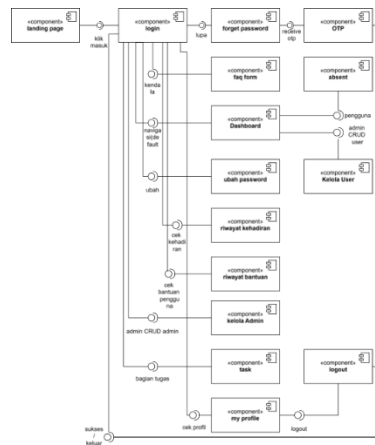 «component»
landing page
klik
masuk
«component»
login
lupa
«component»
forget password
receive
otp
«component»
OTP
kenda
la
«component»
faq form
«component»
absent
naviga
si/de
fault
«component»
Dashboard
pengguna
admin
CRUD
user
ubah
«component»
ubah password
«component»
Kelola User
cek
kehadi
ran
«component»
riwayat kehadiran
cek
bantuan
penggu
na
«component»
riwayat bantuan
admin CRUD admin
«component»
kelola Admin
bagian tugas
«component»
task
«component»
logout
sukses
/
keluar
cek profil
«component»
my profile
logout